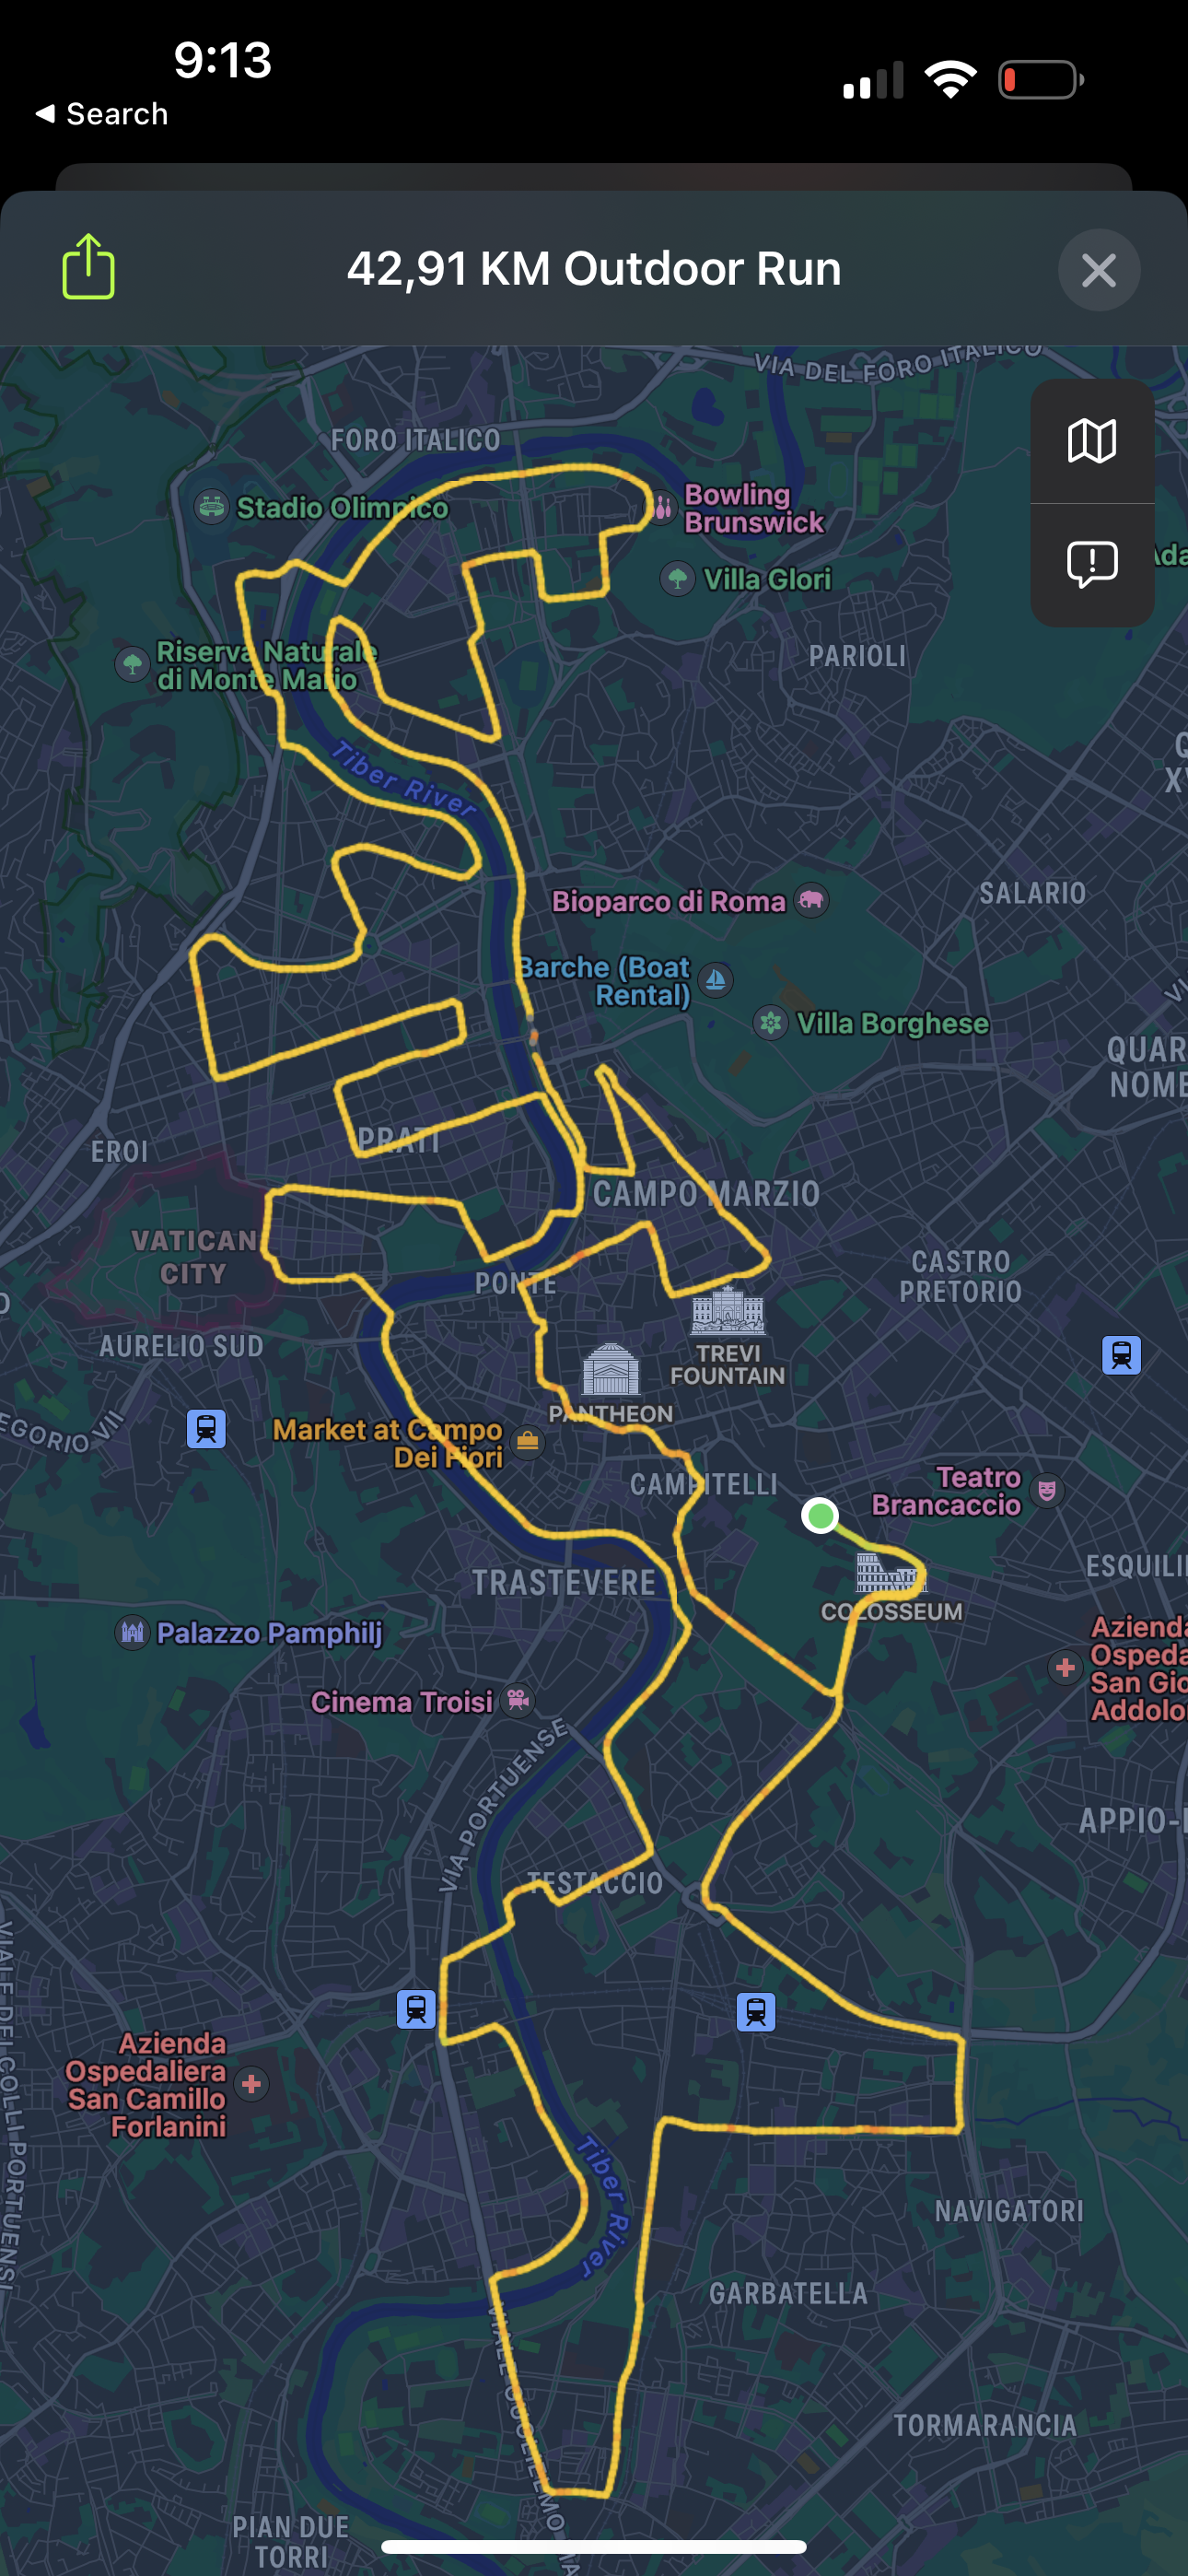 9:13
Search
42,91 KM Outdoor Run
VIA DEL FORO ITALICO
FORO ITALICO
Stadio Olimpico
Bowling
Brunswick
Villa Glori
Riserva Naturale
di Monte Mario
PARIOLI
Tiber River
Bioparco di Roma
SALARIO
Barche (Boat
Rental)
Villa Borghese
QUAR
NOME
EROI
PRATI
CAMPO MARZIO
VATICAN
CITY
PONTE
CASTRO
PRETORIO
AURELIO SUD
TREVI
FOUNTAIN
PANTHEON
EGORIO VII
Market at Campo
Dei Fiori
CAMPITELLI
Teatro
Brancaccio
TRASTEVERE
ESQUILI
COLOSSEUM
Palazzo Pamphilj
Azienda
Ospeda
San Gio
Addolo
Cinema Troisi
VIA PORTUENSE
APPIO-
TESTACCIO
VIALE DEI COLLI PORTUENSI
Azienda
Ospedaliera
San Camillo
Forlanini
Tiber River
NAVIGATORI
GARBATELLA
TORMARANCIA
PIAN DUE
TORRI